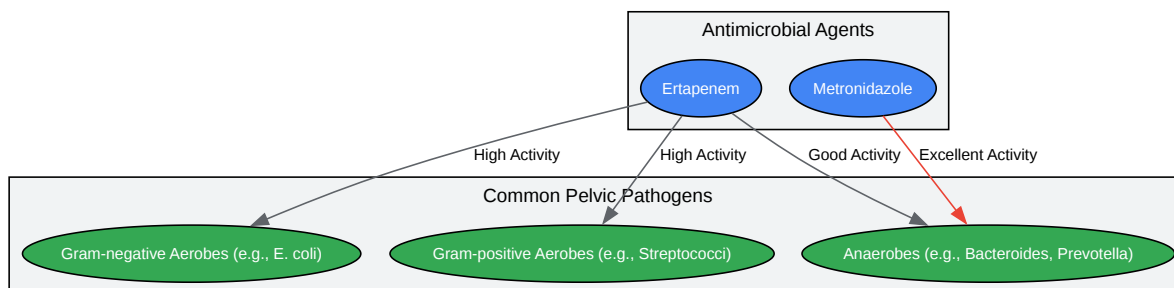 Antimicrobial Agents
Ertapenem
Metronidazole
High Activity
High Activity
Good Activity
Excellent Activity
Common Pelvic Pathogens
Gram-negative Aerobes (e.g., E. coli)
Gram-positive Aerobes (e.g., Streptococci)
Anaerobes (e.g., Bacteroides, Prevotella)